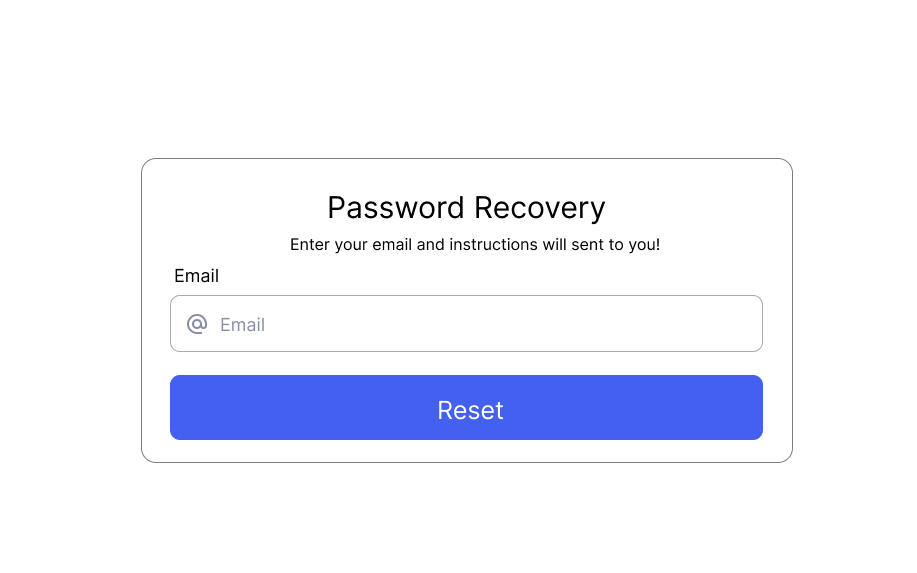 Password Recovery
Enter your email and instructions will sent to you!
Email
Email
Reset